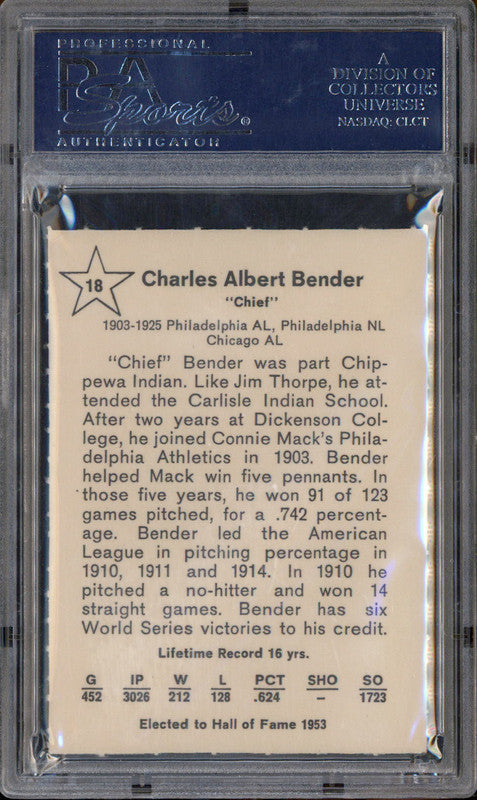 PROFESSIONAL
PSA
Sports®
AUTHENTICATOR
A
DIVISION OF
COLLECTORS
UNIVERSE
NASDAQ: CLCT
18
Charles Albert Bender
"Chief"
1903-1925 Philadelphia AL, Philadelphia NL
Chicago AL
"Chief" Bender was part Chip-
pewa Indian. Like Jim Thorpe, he at-
tended the Carlisle Indian School.
After two years at Dickenson Col-
lege, he joined Connie Mack's Phila-
delphia Athletics in 1903. Bender
helped Mack win five pennants. In
those five years, he won 91 of 123
games pitched, for a .742 percent-
age. Bender led the American
League in pitching percentage in
1910, 1911 and 1914. In 1910 he
pitched a no-hitter and won 14
straight games. Bender has six
World Series victories to his credit.
Lifetime Record 16 yrs.
G IP W L PCT SHO SO
452 3026 212 128 .624 – 1723
Elected to Hall of Fame 1953